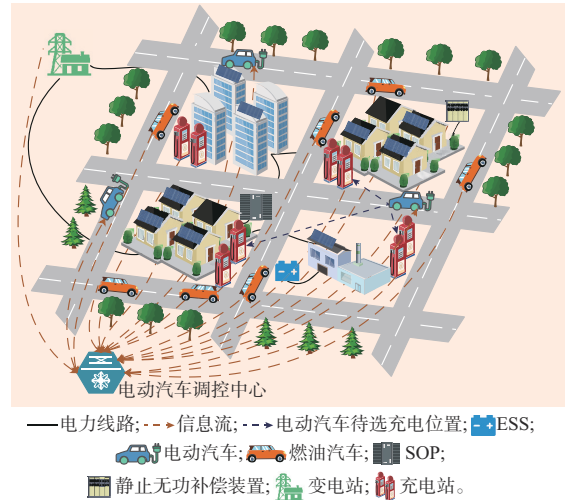 电动汽车调控中心
电力线路; 信息流; 电动汽车待选充电位置; ESS;
电动汽车; 燃油汽车; SOP;
静止无功补偿装置; 变电站; 充电站。